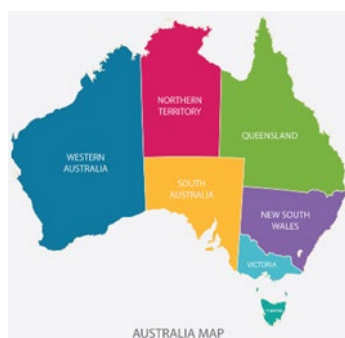 NORTHERN
TERRITORY
QUEENSLAND
WESTERN
AUSTRALIA
SOUTH
AUSTRALIA
NEW SOUTH
WALES
VICTORIA
AUSTRALIA MAP